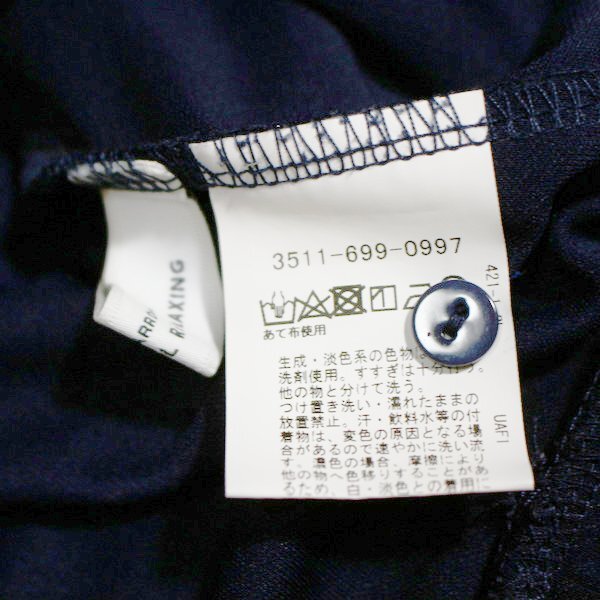 3511-699-0997
あて布使用
生成・淡色系の色物は
洗剤使用。すすぎは十分行う。
他の物と分けて洗う。
つけ置き洗い・濡れたままの
放置禁止。汗・飲料水等の付
着物は、変色の原因となる場
合があるので速やかに洗い流
す。濃色の場合、摩擦により
他の物へ色移りすることがあ
るため、白・淡色との着用に
UAFI
RELAXING